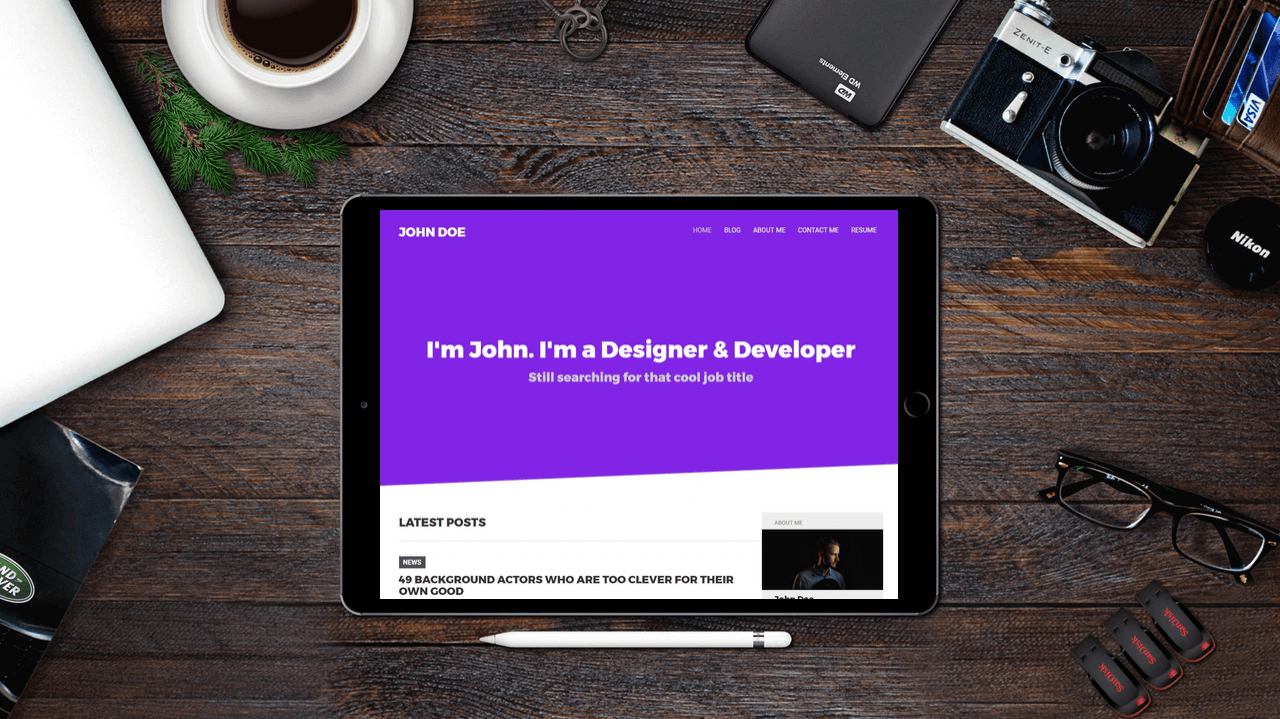 WD Elements
WD
ZENIT-E
VISA
Nikon
JOHN DOE
HOME BLOG ABOUT ME CONTACT ME RESUME
I'm John. I'm a Designer & Developer
Still searching for that cool job title
LATEST POSTS
ABOUT ME
NEWS
49 BACKGROUND ACTORS WHO ARE TOO CLEVER FOR THEIR
OWN GOOD
John Doe
SanDisk
SanDisk
SanDisk